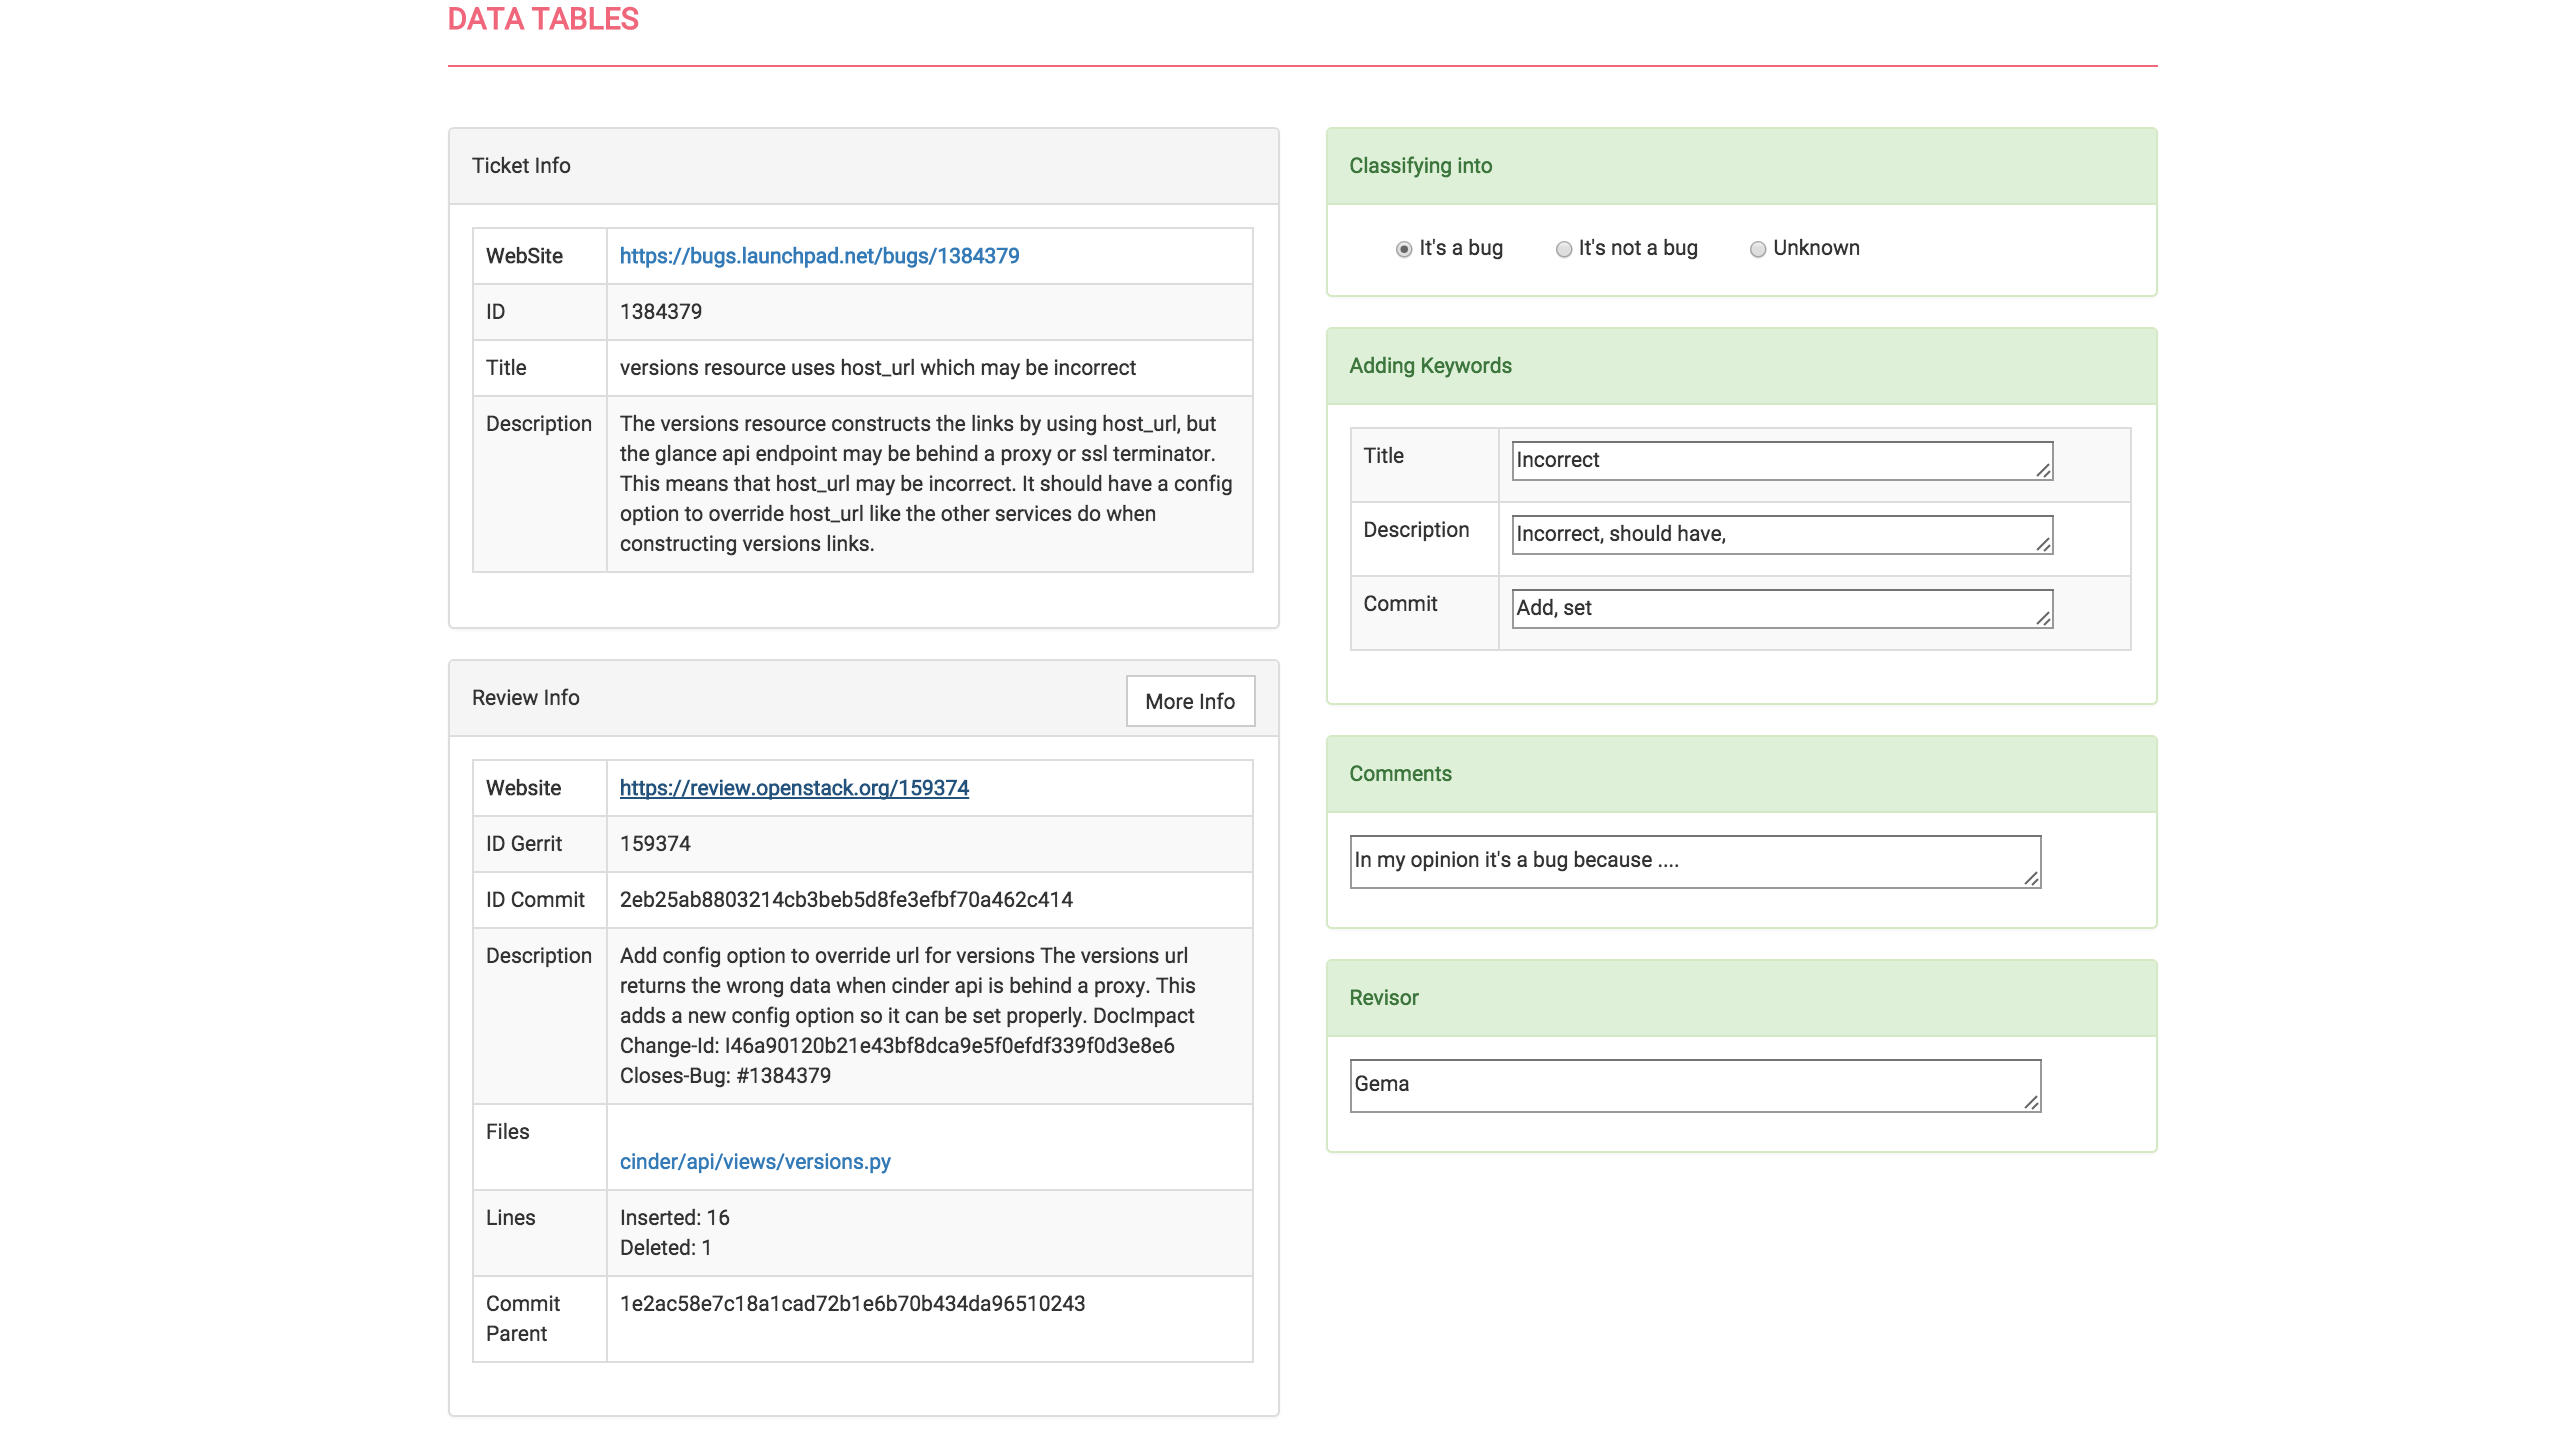 DATA TABLES
Ticket Info
WebSite https://bugs.launchpad.net/bugs/1384379
ID 1384379
Title versions resource uses host_url which may be incorrect
Description The versions resource constructs the links by using host_url, but
the glance api endpoint may be behind a proxy or ssl terminator.
This means that host_url may be incorrect. It should have a config
option to override host_url like the other services do when
constructing versions links.
Review Info More Info
Website https://review.openstack.org/159374
ID Gerrit 159374
ID Commit 2eb25ab8803214cb3beb5d8fe3efbf70a462c414
Description Add config option to override url for versions The versions url
returns the wrong data when cinder api is behind a proxy. This
adds a new config option so it can be set properly. DocImpact
Change-Id: I46a90120b21e43bf8dca9e5f0efdf339f0d3e8e6
Closes-Bug: #1384379
Files
cinder/api/views/versions.py
Lines Inserted: 16
Deleted: 1
Commit 1e2ac58e7c18a1cad72b1e6b70b434da96510243
Parent
Classifying into
It's a bug It's not a bug Unknown
Adding Keywords
Title Incorrect
Description Incorrect, should have,
Commit Add, set
Comments
In my opinion it's a bug because ....
Revisor
Gema